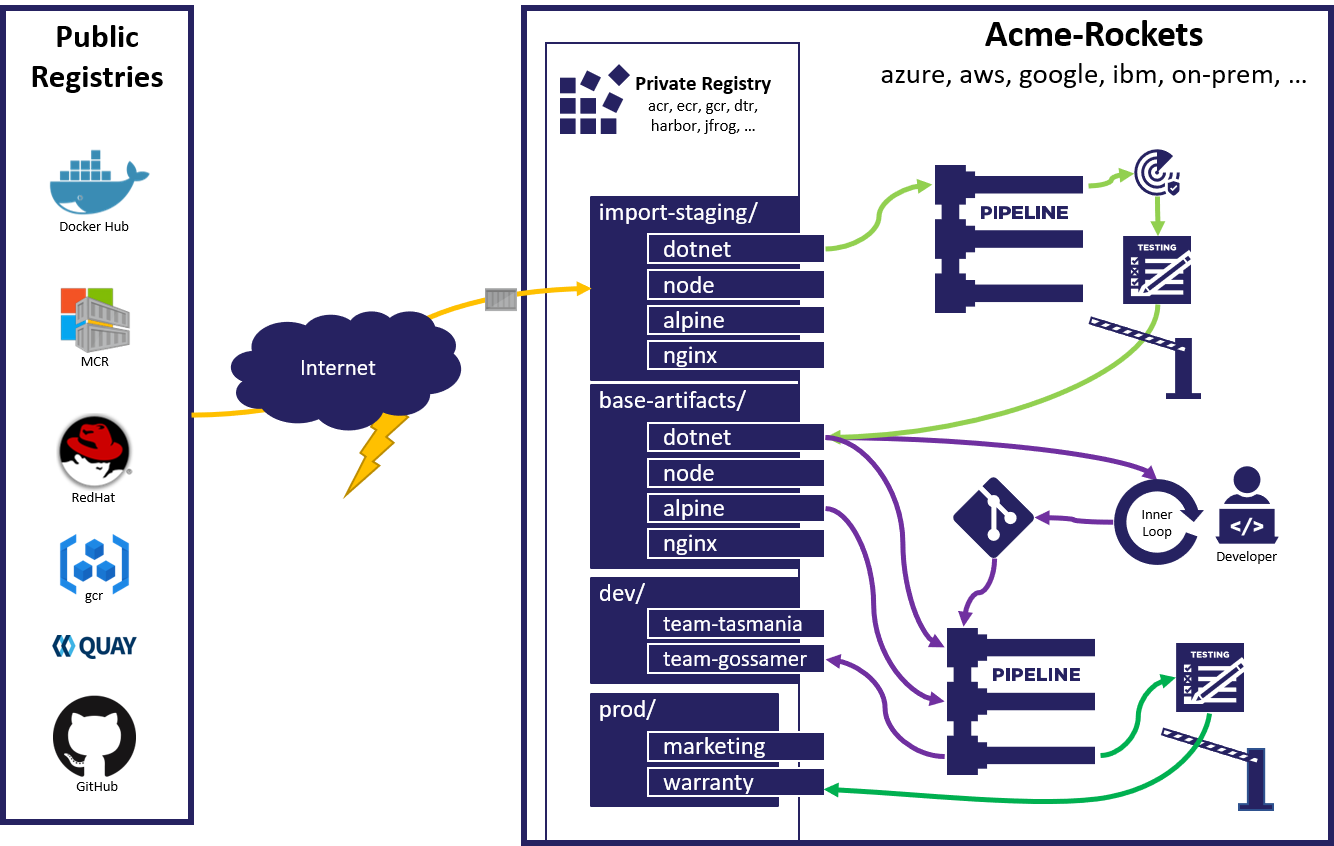 Public
Registries
Docker Hub
MCR
RedHat
gcr
QUAY
GitHub
Internet
Acme-Rockets
azure, aws, google, ibm, on-prem, ...
Private Registry
acr, ecr, gcr, dtr,
harbor, jfrog, ...
import-staging/
dotnet
node
alpine
nginx
base-artifacts/
dotnet
node
alpine
nginx
dev/
team-tasmania
team-gossamer
prod/
marketing
warranty
PIPELINE
TESTING
Inner
Loop
</>
Developer
PIPELINE
TESTING